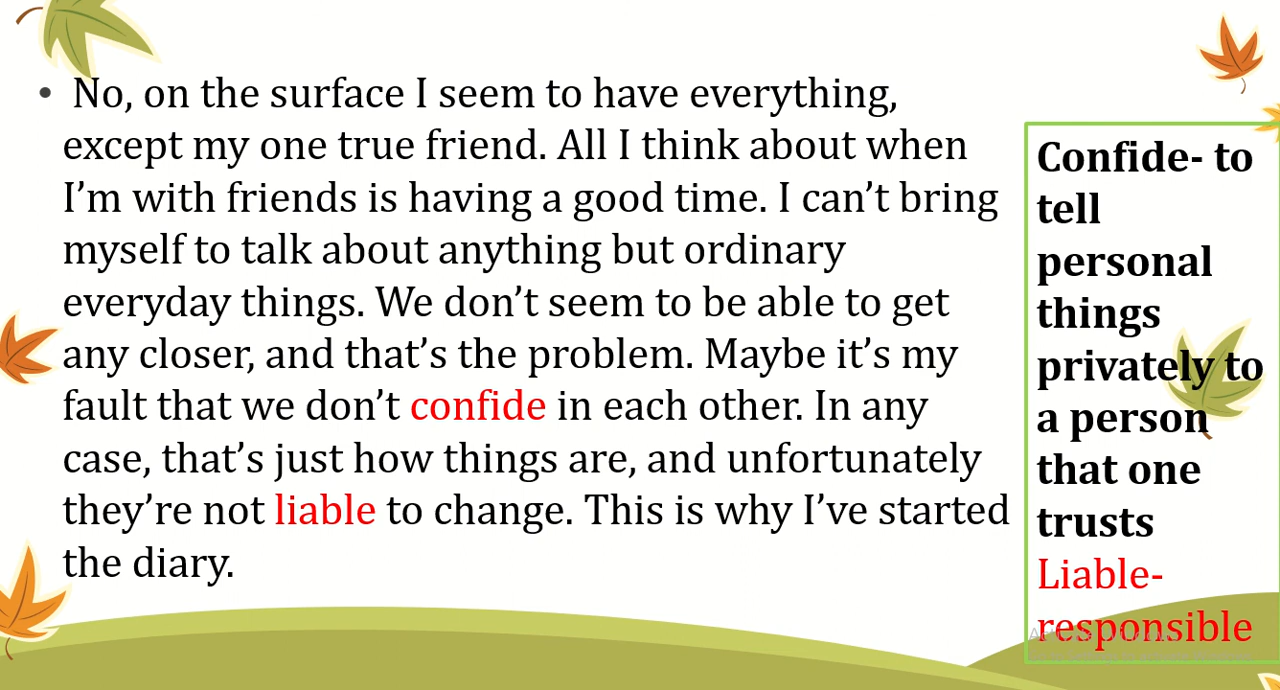 • No, on the surface I seem to have everything,
except my one true friend. All I think about when
I’m with friends is having a good time. I can’t bring
myself to talk about anything but ordinary
everyday things. We don’t seem to be able to get
any closer, and that’s the problem. Maybe it’s my
fault that we don’t confide in each other. In any
case, that’s just how things are, and unfortunately
they’re not liable to change. This is why I’ve started
the diary.
Confide- to
tell
personal
things
privately to
a person
that one
trusts
Liable-
responsible